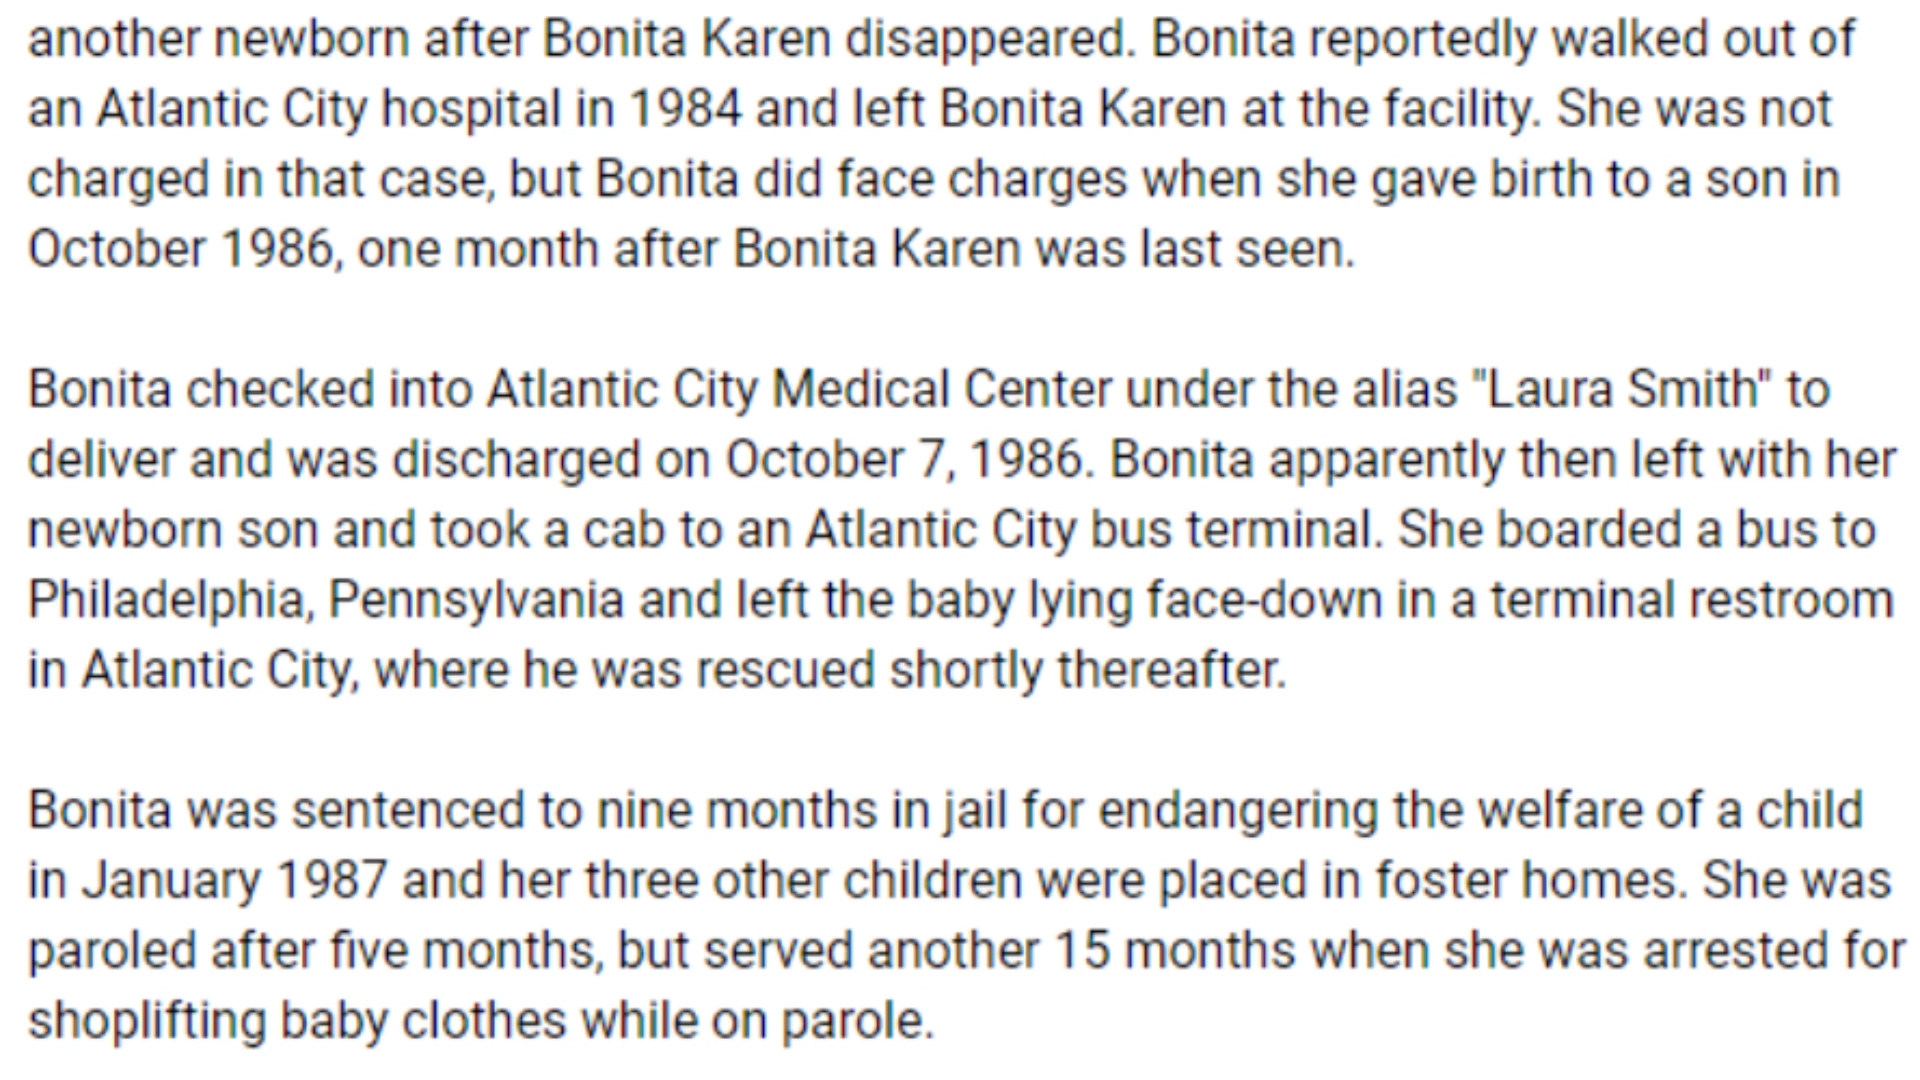 another newborn after Bonita Karen disappeared. Bonita reportedly walked out of
an Atlantic City hospital in 1984 and left Bonita Karen at the facility. She was not
charged in that case, but Bonita did face charges when she gave birth to a son in
October 1986, one month after Bonita Karen was last seen.
Bonita checked into Atlantic City Medical Center under the alias "Laura Smith" to
deliver and was discharged on October 7, 1986. Bonita apparently then left with her
newborn son and took a cab to an Atlantic City bus terminal. She boarded a bus to
Philadelphia, Pennsylvania and left the baby lying face-down in a terminal restroom
in Atlantic City, where he was rescued shortly thereafter.
Bonita was sentenced to nine months in jail for endangering the welfare of a child
in January 1987 and her three other children were placed in foster homes. She was
paroled after five months, but served another 15 months when she was arrested for
shoplifting baby clothes while on parole.